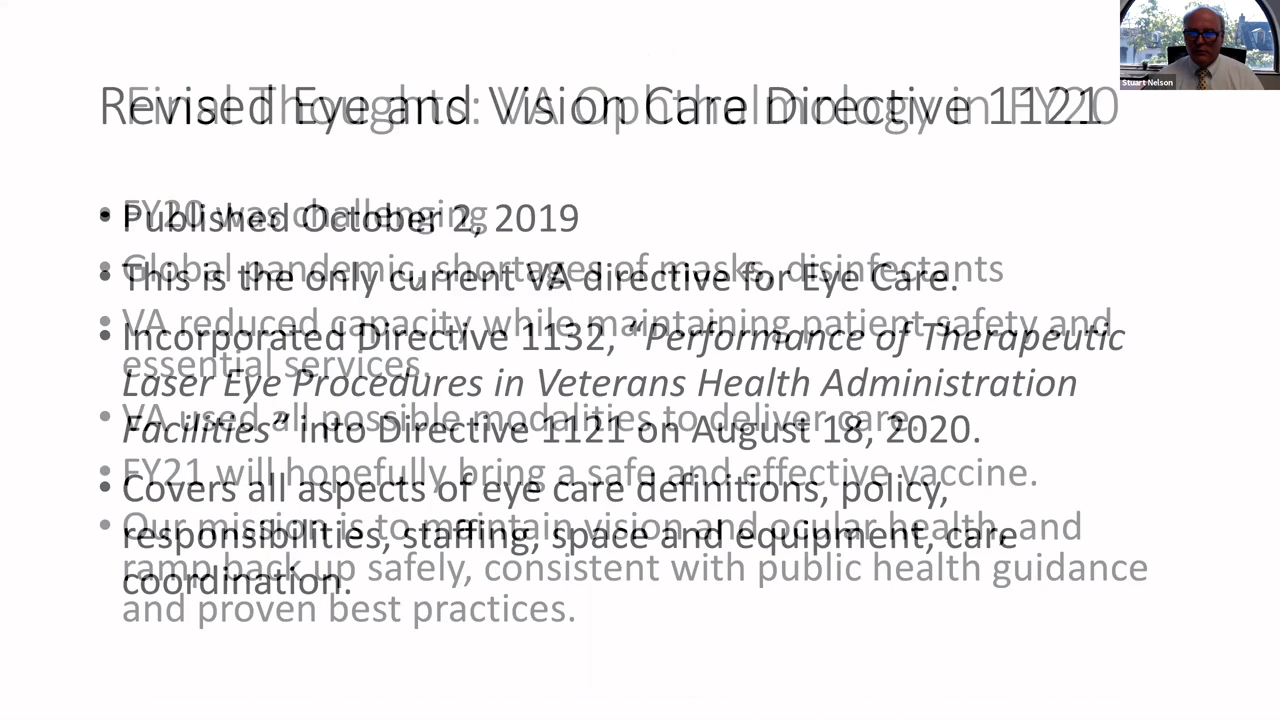 Stuart Nelson
Revised Eye and Vision Care Directive 1121
• Published October 2, 2019
• This is the only current VA directive for Eye Care.
• Incorporated Directive 1132, “Performance of Therapeutic
Laser Eye Procedures in Veterans Health Administration
Facilities” into Directive 1121 on August 18, 2020.
• Covers all aspects of eye care definitions, policy,
responsibilities, staffing, space and equipment, care
coordination.
Final Thoughts: VA Ophthalmology in FY20
• FY20 was challenging
• Global pandemic, shortages of masks, disinfectants
• VA reduced capacity while maintaining patient safety and
essential services.
• VA used all possible modalities to deliver care.
• FY21 will hopefully bring a safe and effective vaccine.
• Our mission is to maintain vision and ocular health, and
ramp back up safely, consistent with public health guidance
and proven best practices.